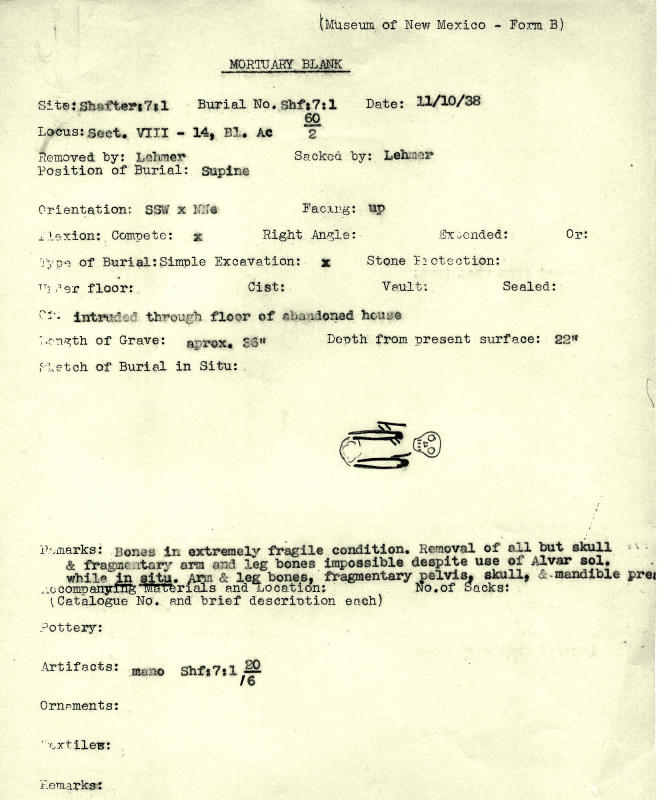 (Museum of New Mexico - Form B)
MORTUARY BLANK
Site: Shafter:7:1 Burial No. Shf:7:1 60/2 Date: 11/10/38
Locus: Sect. VIII - 14, Bl. Ac
Removed by: Lehmer Sacked by: Lehmer
Position of Burial: Supine
Orientation: SSW x NNe Facing: up
Flexion: Compete: x Right Angle: Extended: Or:
Type of Burial: Simple Excavation: x Stone Protection:
Under floor: Cist: Vault: Sealed:
Or: intruded through floor of abandoned house
Length of Grave: aprox. 36" Depth from present surface: 22"
Sketch of Burial in Situ:
Remarks: Bones in extremely fragile condition. Removal of all but skull
& fragmentary arm and leg bones impossible despite use of Alvar sol.
while in situ. Arm & leg bones, fragmentary pelvis, skull, & mandible pres
Accompanying Materials and Location: No. of Sacks:
(Catalogue No. and brief description each)
Pottery:
Artifacts: mano Shf:7:1 20/16
Ornaments:
Textiles:
Remarks: